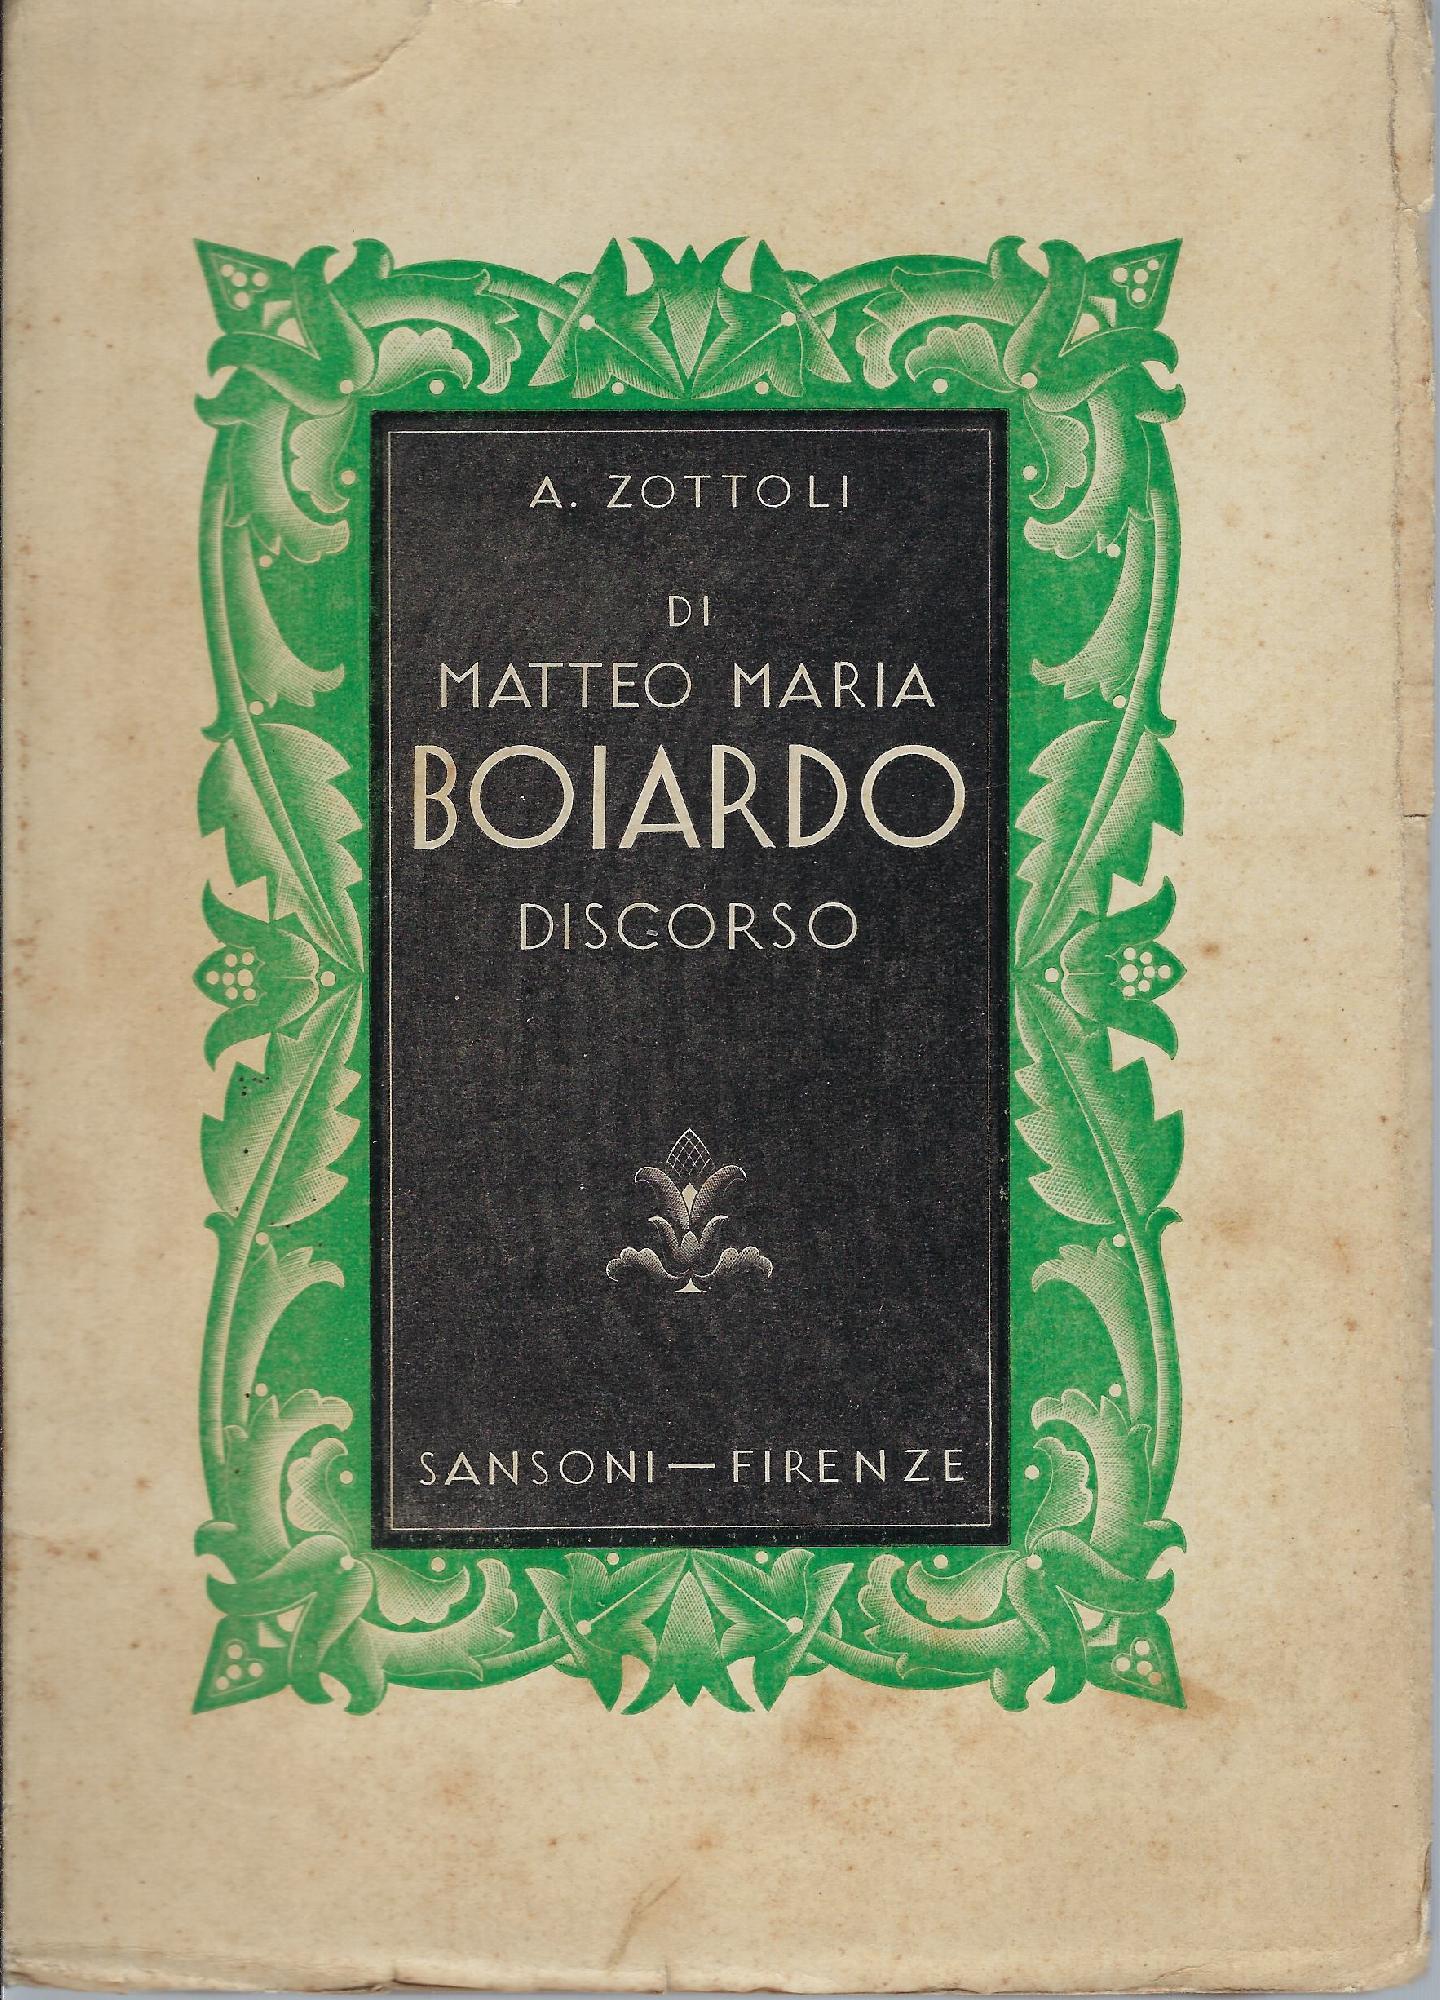 A. ZOTTOLI
DI
MATTEO MARIA
BOIARDO
DISCORSO
SANSONI — FIRENZE